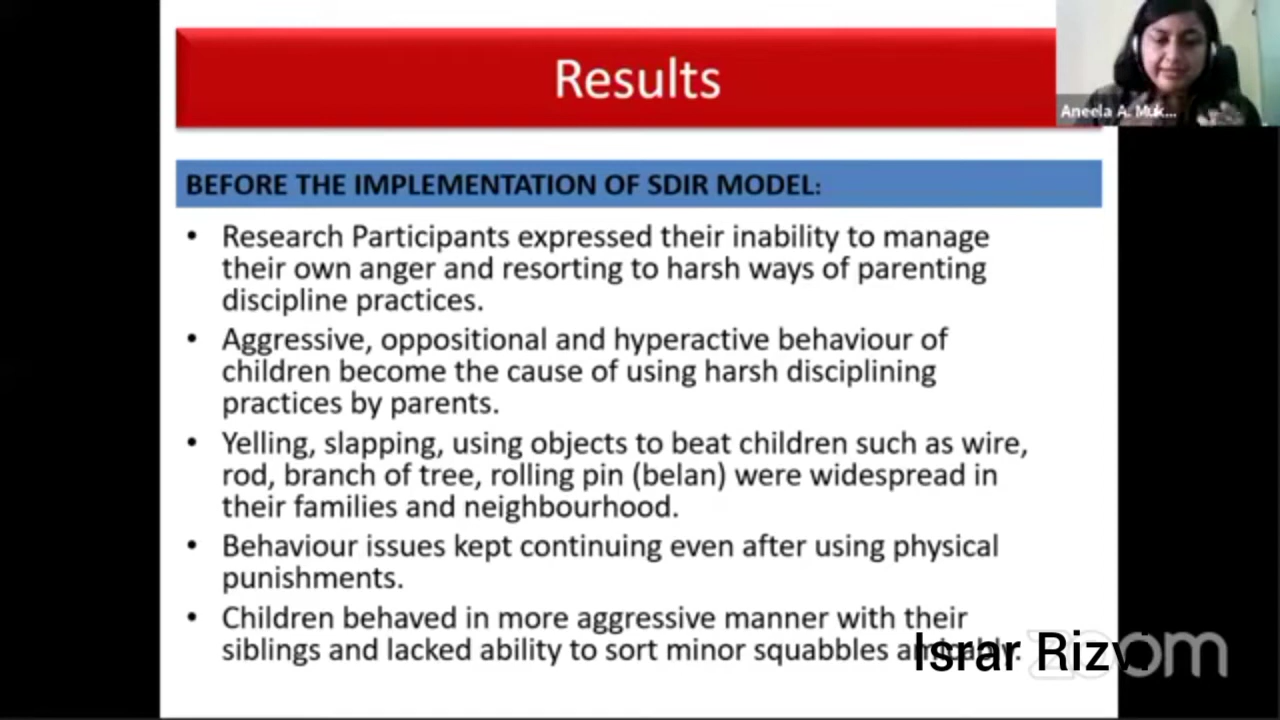 Results
Aneela A. Muk...
BEFORE THE IMPLEMENTATION OF SDIR MODEL:
• Research Participants expressed their inability to manage
their own anger and resorting to harsh ways of parenting
discipline practices.
• Aggressive, oppositional and hyperactive behaviour of
children become the cause of using harsh disciplining
practices by parents.
• Yelling, slapping, using objects to beat children such as wire,
rod, branch of tree, rolling pin (belan) were widespread in
their families and neighbourhood.
• Behaviour issues kept continuing even after using physical
punishments.
• Children behaved in more aggressive manner with their
siblings and lacked ability to sort minor squabbles
Israr Rizvi
zoom